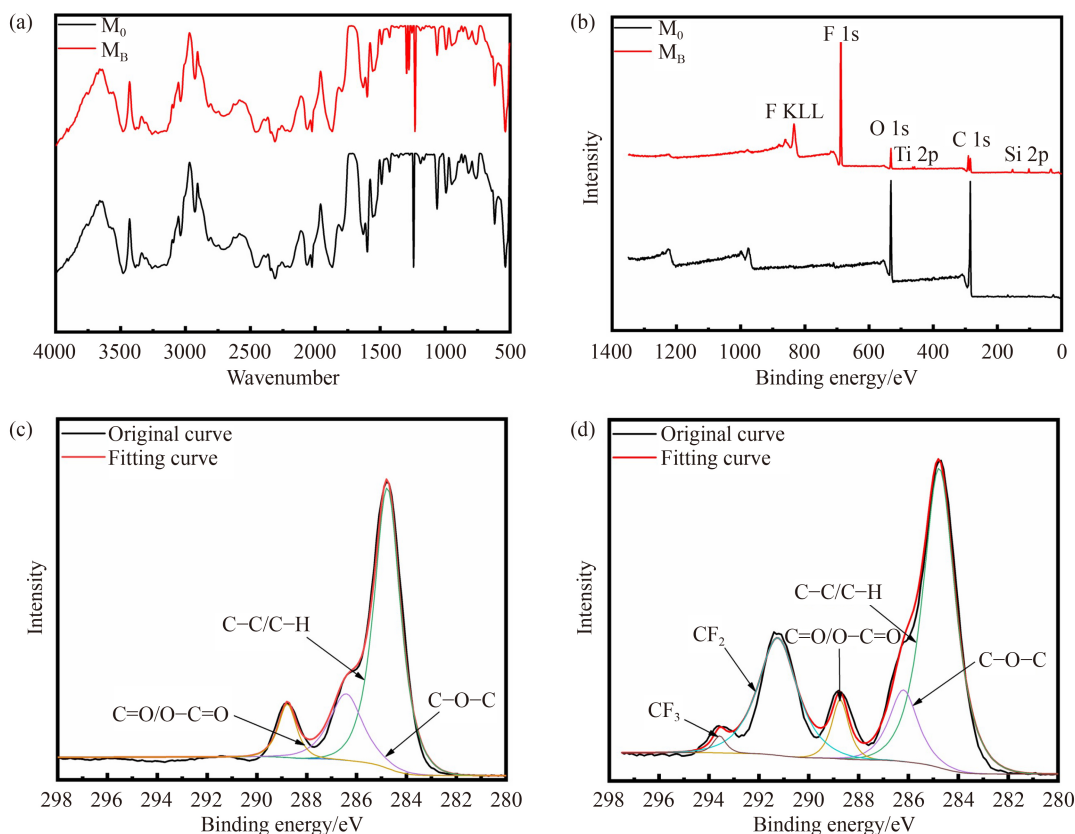 (a)
M₀
M_B
4000 3500 3000 2500 2000 1500 1000 500
Wavenumber
(b)
M₀
M_B
F 1s
F KLL
O 1s
Ti 2p
C 1s
Si 2p
Intensity
1400 1200 1000 800 600 400 200 0
Binding energy/eV
(c)
Original curve
Fitting curve
C−C/C−H
C=O/O−C=O
C−O−C
Intensity
298 296 294 292 290 288 286 284 282 280
Binding energy/eV
(d)
Original curve
Fitting curve
C−C/C−H
CF₂
C=O/O−C=O
C−O−C
CF₃
Intensity
298 296 294 292 290 288 286 284 282 280
Binding energy/eV